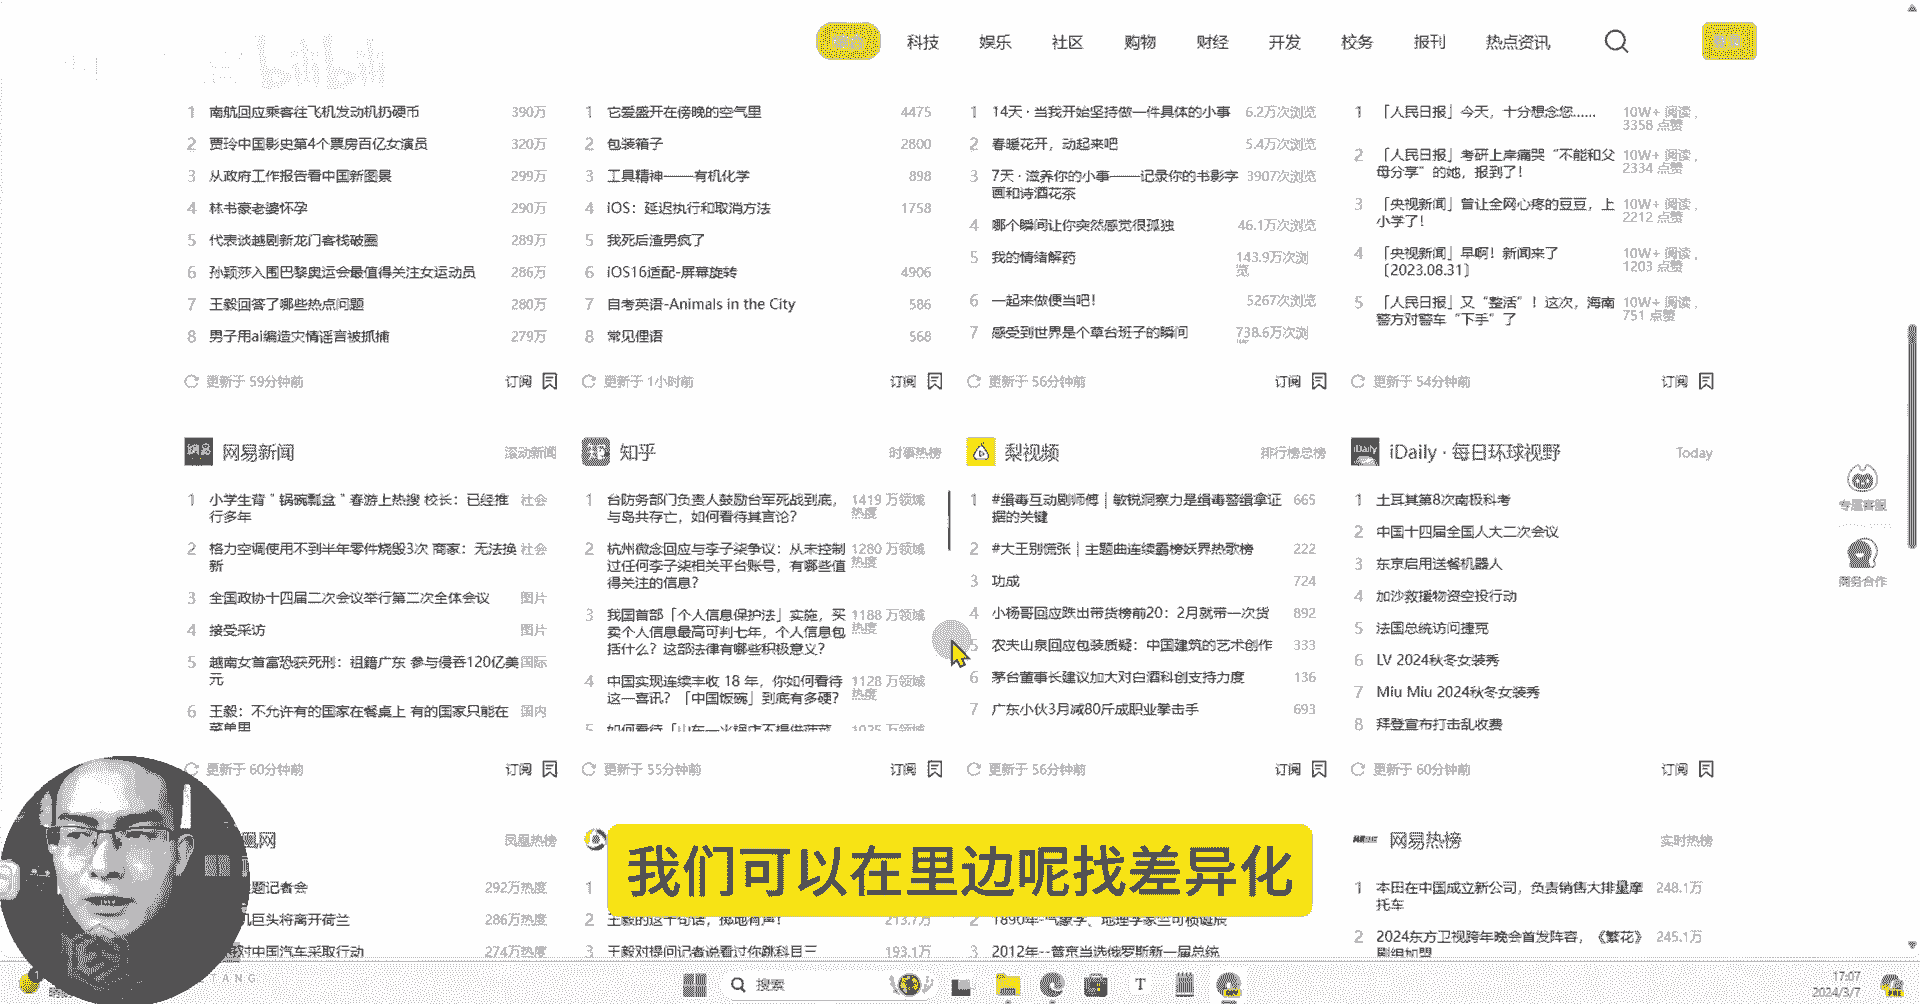 bilibili
科技 娱乐 社区 购物 财经 开发 校务 报刊 热点资讯
1 南航回应乘客往飞机发动机扔硬币 390万
2 贾玲中国影史第4个票房百亿女演员 320万
3 从政府工作报告看中国新图景 299万
4 林书豪老婆怀孕 290万
5 代表谈越剧新龙门客栈破圈 289万
6 孙颖莎入围巴黎奥运会最值得关注女运动员 286万
7 王毅回答了哪些热点问题 280万
8 男子用ai编造灾情谣言被抓捕 279万
更新于 59分钟前 订阅
1 它爱盛开在傍晚的空气里 4475
2 包装箱子 2800
3 工具精神——有机化学 898
4 iOS：延迟执行和取消方法 1758
5 我死后渣男疯了
6 iOS16适配-屏幕旋转 4906
7 自考英语-Animals in the City 586
8 常见俚语 568
更新于 1小时前 订阅
1 14天 · 当我开始坚持做一件具体的小事 6.2万次浏览
2 春暖花开，动起来吧 5.4万次浏览
3 7天 · 滋养你的小事——记录你的书影字 3907次浏览
画和诗酒花茶
4 哪个瞬间让你突然感觉很孤独 46.1万次浏览
5 我的情绪解药 143.9万次浏
览
6 一起来做便当吧！ 5267次浏览
7 感受到世界是个草台班子的瞬间 738.6万次浏
更新于 56分钟前 订阅
1 「人民日报」今天，十分想念您…… 10W+ 阅读，
3358 点赞
2 「人民日报」考研上岸痛哭“不能和父 10W+ 阅读，
母分享”的她，报到了！ 2334 点赞
3 「央视新闻」曾让全网心疼的豆豆，上 10W+ 阅读，
小学了！ 2212 点赞
4 「央视新闻」早啊！新闻来了 10W+ 阅读，
〔2023.08.31〕 1203 点赞
5 「人民日报」又“整活”！这次，海南 10W+ 阅读，
警方对警车“下手”了 751 点赞
更新于 54分钟前 订阅
网易新闻 滚动新闻
1 小学生背＂锅碗瓢盆＂春游上热搜 校长：已经推 社会
行多年
2 格力空调使用不到半年零件烧毁3次 商家：无法换 社会
新
3 全国政协十四届二次会议举行第二次全体会议 图片
4 接受采访 图片
5 越南女首富恐获死刑：祖籍广东 参与侵吞120亿美 国际
元
6 王毅：不允许有的国家在餐桌上 有的国家只能在 国内
菜单里
更新于 60分钟前 订阅
知乎 时事热榜
1 台防务部门负责人鼓励台军死战到底， 1419 万领域
与岛共存亡，如何看待其言论？ 热度
2 杭州微念回应与李子柒争议：从未控制 1280 万领域
过任何李子柒相关平台账号，有哪些值 热度
得关注的信息？
3 我国首部「个人信息保护法」实施，买 1188 万领域
卖个人信息最高可判七年，个人信息包 热度
括什么？这部法律有哪些积极意义？
4 中国实现连续丰收 18 年，你如何看待 1128 万领域
这一喜讯？「中国饭碗」到底有多硬？ 热度
5 如何看待「山东一火锅店不提供菠菜 1025 万领域
更新于 55分钟前 订阅
梨视频 排行榜总榜
1 #缉毒互动剧师傅｜敏锐洞察力是缉毒警缉拿证 665
据的关键
2 #大王别慌张｜主题曲连续霸榜妖界热歌榜 222
3 功成 724
4 小杨哥回应跌出带货榜前20：2月就带一次货 892
5 农夫山泉回应包装质疑：中国建筑的艺术创作 333
6 茅台董事长建议加大对白酒科创支持力度 136
7 广东小伙3月减80斤成职业拳击手 693
更新于 56分钟前 订阅
iDaily · 每日环球视野 Today
1 土耳其第8次南极科考
2 中国十四届全国人大二次会议
3 东京启用送餐机器人
4 加沙救援物资空投行动
5 法国总统访问捷克
6 LV 2024秋冬女装秀
7 Miu Miu 2024秋冬女装秀
8 拜登宣布打击乱收费
更新于 60分钟前 订阅
专属客服
商务合作
凰网 凤凰热榜
题记者会 292万热度
几巨头将离开荷兰 286万热度
对中国汽车采取行动 274万热度
我们可以在里边呢找差异化
1
2 王毅的这十句话，掷地有声！ 213.7万
3 王毅对提问记者说看过你跳科目三 193.1万
2 1890年--气象学、地理学家竺可桢诞辰
3 2012年--普京当选俄罗斯新一届总统
网易热榜 实时热榜
1 本田在中国成立新公司，负责销售大排量摩 248.1万
托车
2 2024东方卫视跨年晚会首发阵容，《繁花》 245.1万
剧组加盟
TANG
搜索
17:07
2024/3/7